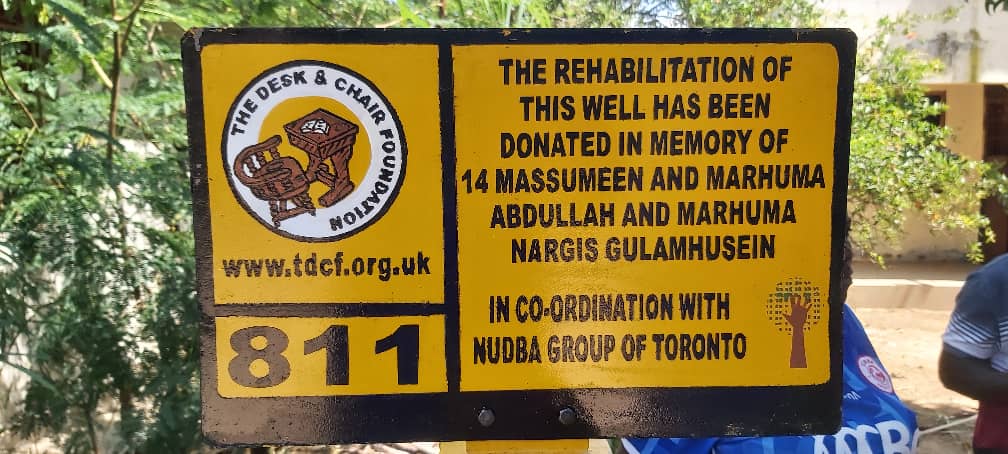 THE DESK & CHAIR FOUNDATION
www.tdcf.org.uk
811
THE REHABILITATION OF
THIS WELL HAS BEEN
DONATED IN MEMORY OF
14 MASSUMEEN AND MARHUMA
ABDULLAH AND MARHUMA
NARGIS GULAMHUSEIN
IN CO-ORDINATION WITH
NUDBA GROUP OF TORONTO